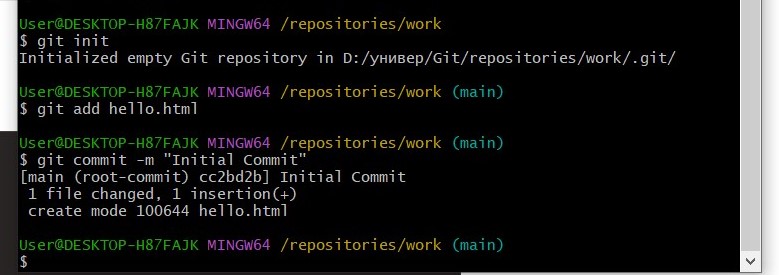 User@DESKTOP-H87FAJK MINGW64 /repositories/work
$ git init
Initialized empty Git repository in D:/универ/Git/repositories/work/.git/
User@DESKTOP-H87FAJK MINGW64 /repositories/work (main)
$ git add hello.html
User@DESKTOP-H87FAJK MINGW64 /repositories/work (main)
$ git commit -m "Initial Commit"
[main (root-commit) cc2bd2b] Initial Commit
1 file changed, 1 insertion(+)
create mode 100644 hello.html
User@DESKTOP-H87FAJK MINGW64 /repositories/work (main)
$